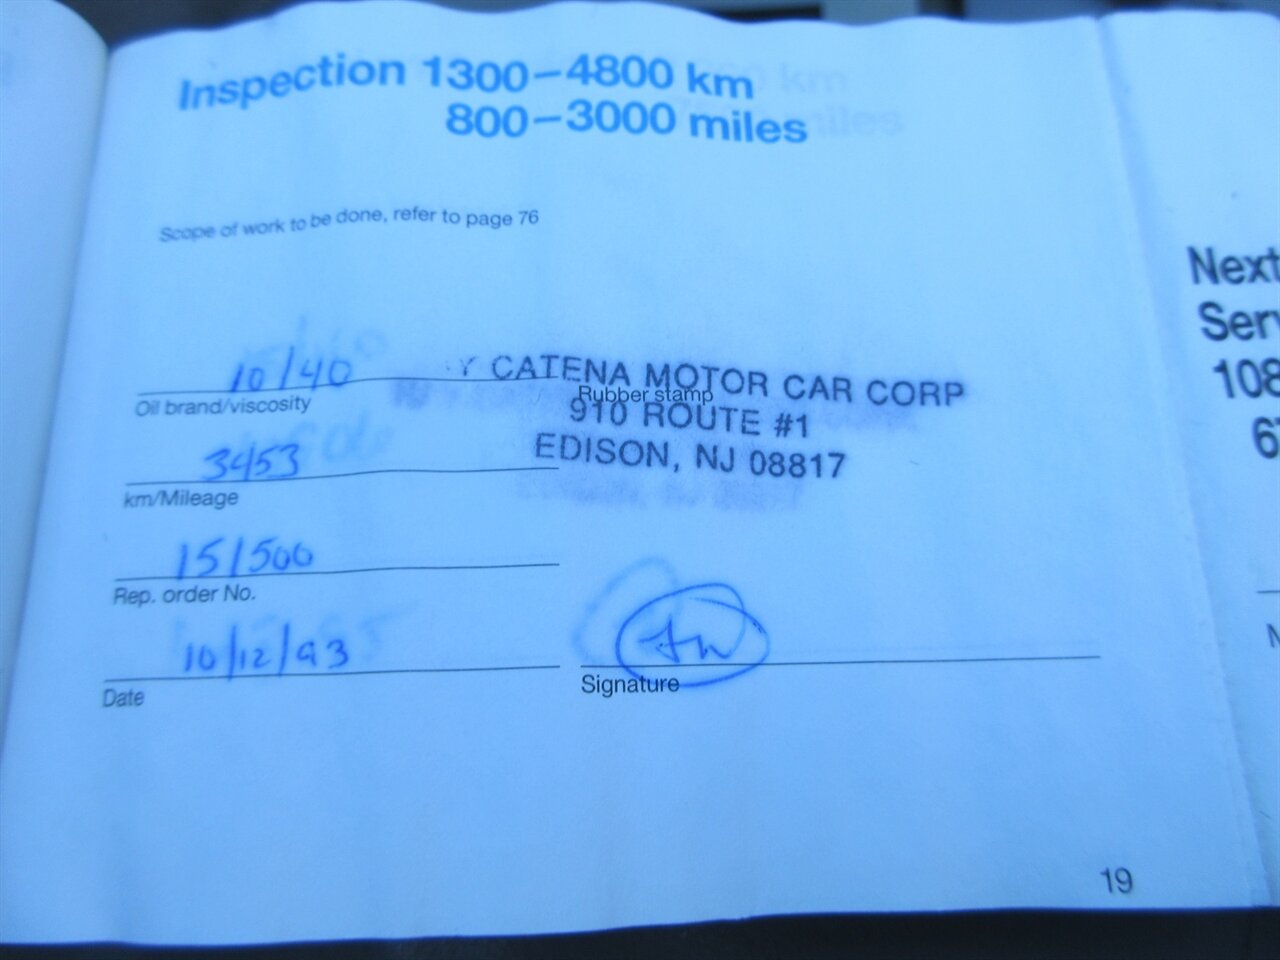 Inspection 1300–4800 km
800–3000 miles
Scope of work to be done, refer to page 76
10/40
Oil brand/viscosity
Y CATENA MOTOR CAR CORP
Rubber stamp
910 ROUTE #1
EDISON, NJ 08817
3453
km/Mileage
15/500
Rep. order No.
10/12/93
Date
Signature
19
Next
Ser
108
6